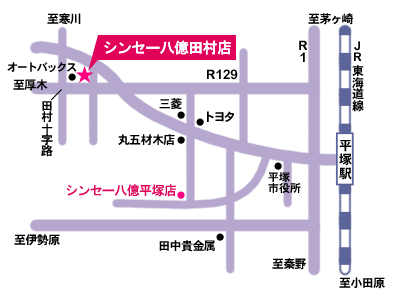 至寒川
至茅ヶ崎
シンセー八億田村店
オートバックス
至厚木
R129
R1
JR東海道線
田村十字路
三菱
トヨタ
丸五材木店
平塚駅
平塚
市役所
シンセー八億平塚店
至伊勢原
田中貴金属
至秦野
至小田原